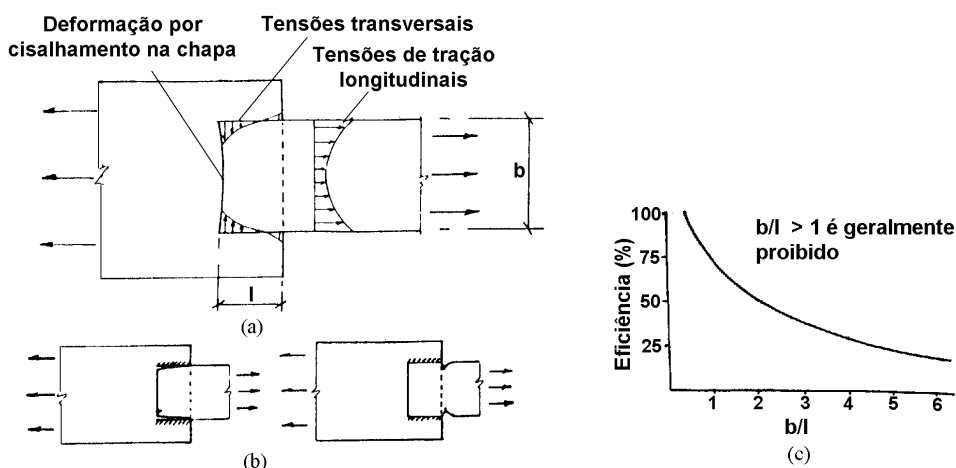 Deformação por
cisalhamento na chapa
Tensões transversais
Tensões de tração
longitudinais
b
l
(a)
(b)
100
75
50
25
Eficiência (%)
b/l > 1 é geralmente
proibido
1 2 3 4 5 6
b/l
(c)